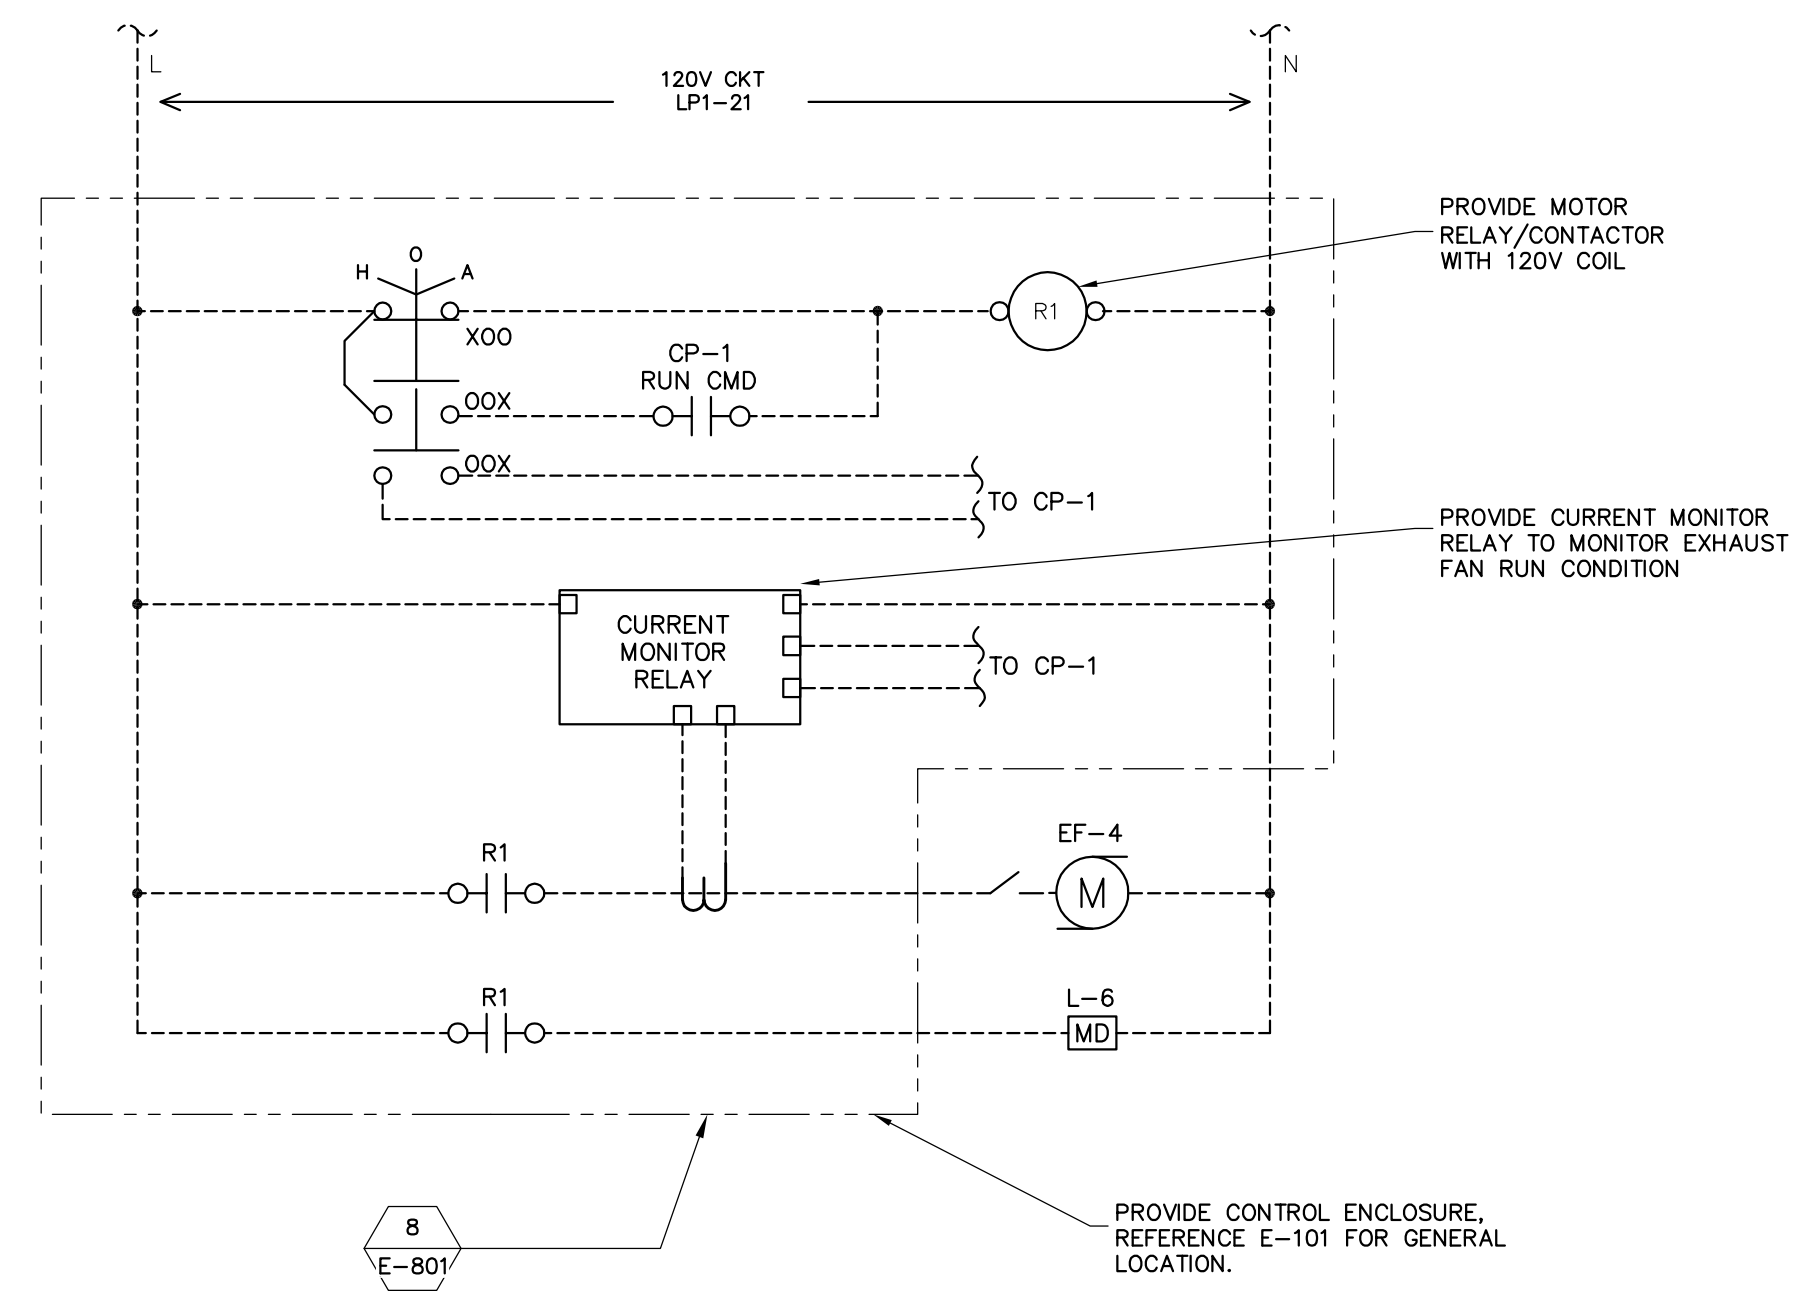 L
N
120V CKT
LP1-21
PROVIDE MOTOR
RELAY/CONTACTOR
WITH 120V COIL
O
H
A
R1
XOO
CP-1
RUN CMD
OOX
OOX
TO CP-1
PROVIDE CURRENT MONITOR
RELAY TO MONITOR EXHAUST
FAN RUN CONDITION
CURRENT
MONITOR
RELAY
TO CP-1
EF-4
R1
M
R1
L-6
MD
8
E-801
PROVIDE CONTROL ENCLOSURE,
REFERENCE E-101 FOR GENERAL
LOCATION.